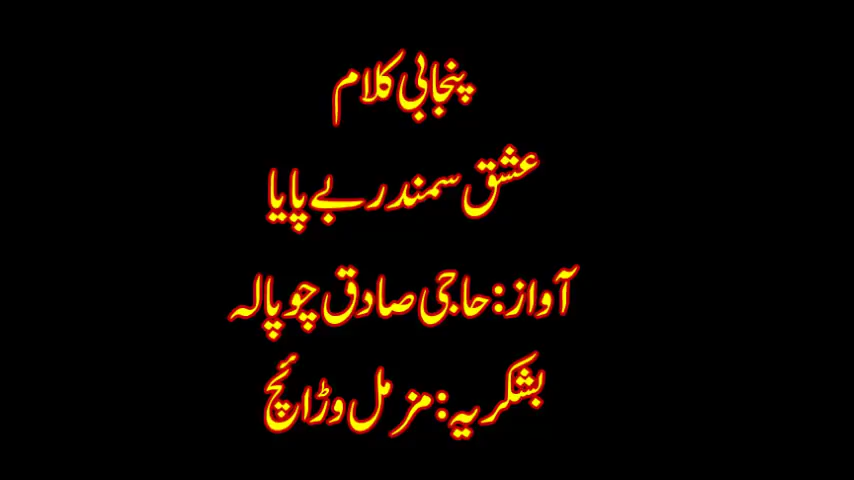 پنجابی کلام
عشق سمندر بے پایا
آواز: حاجی صادق چوپالہ
بشکریہ: مزمل وڑائچ